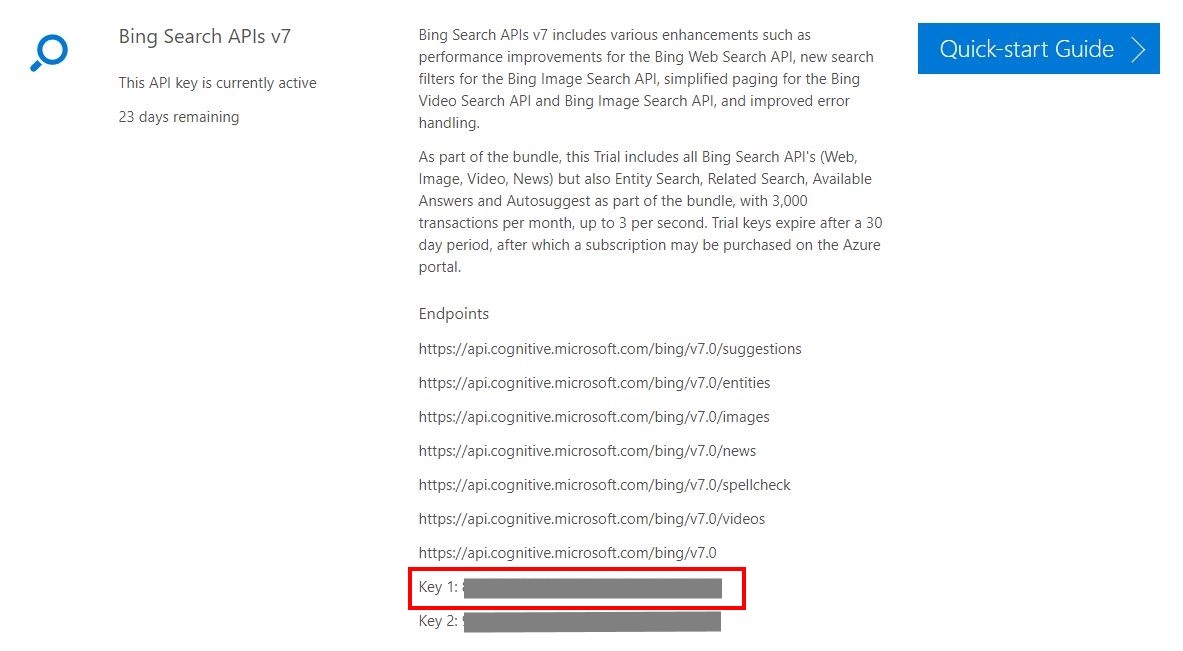 Bing Search APIs v7
This API key is currently active
23 days remaining
Bing Search APIs v7 includes various enhancements such as
performance improvements for the Bing Web Search API, new search
filters for the Bing Image Search API, simplified paging for the Bing
Video Search API and Bing Image Search API, and improved error
handling.
As part of the bundle, this Trial includes all Bing Search API's (Web,
Image, Video, News) but also Entity Search, Related Search, Available
Answers and Autosuggest as part of the bundle, with 3,000
transactions per month, up to 3 per second. Trial keys expire after a 30
day period, after which a subscription may be purchased on the Azure
portal.
Endpoints
https://api.cognitive.microsoft.com/bing/v7.0/suggestions
https://api.cognitive.microsoft.com/bing/v7.0/entities
https://api.cognitive.microsoft.com/bing/v7.0/images
https://api.cognitive.microsoft.com/bing/v7.0/news
https://api.cognitive.microsoft.com/bing/v7.0/spellcheck
https://api.cognitive.microsoft.com/bing/v7.0/videos
https://api.cognitive.microsoft.com/bing/v7.0
Key 1:
Key 2:
Quick-start Guide